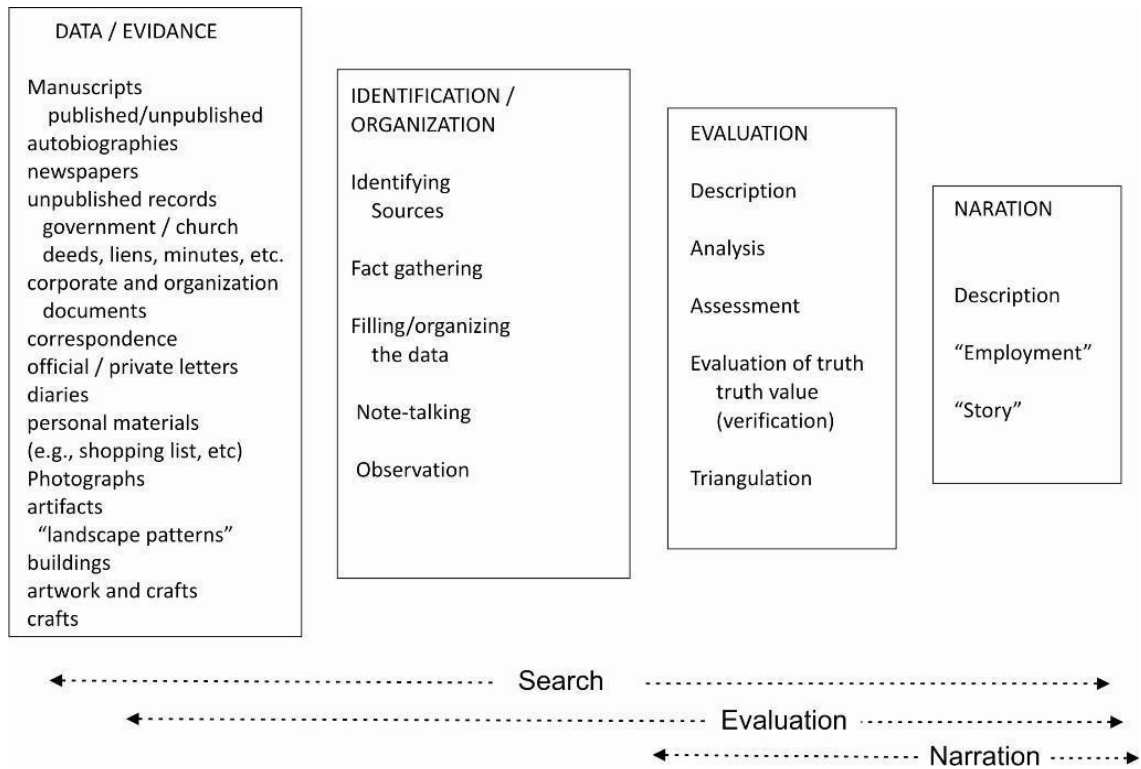 DATA / EVIDANCE
Manuscripts
published/unpublished
autobiographies
newspapers
unpublished records
government / church
deeds, liens, minutes, etc.
corporate and organization
documents
correspondence
official / private letters
diaries
personal materials
(e.g., shopping list, etc)
Photographs
artifacts
“landscape patterns”
buildings
artwork and crafts
crafts
IDENTIFICATION /
ORGANIZATION
Identifying
Sources
Fact gathering
Filling/organizing
the data
Note-talking
Observation
EVALUATION
Description
Analysis
Assessment
Evaluation of truth
truth value
(verification)
Triangulation
NARATION
Description
“Employment”
“Story”
Search
Evaluation
Narration